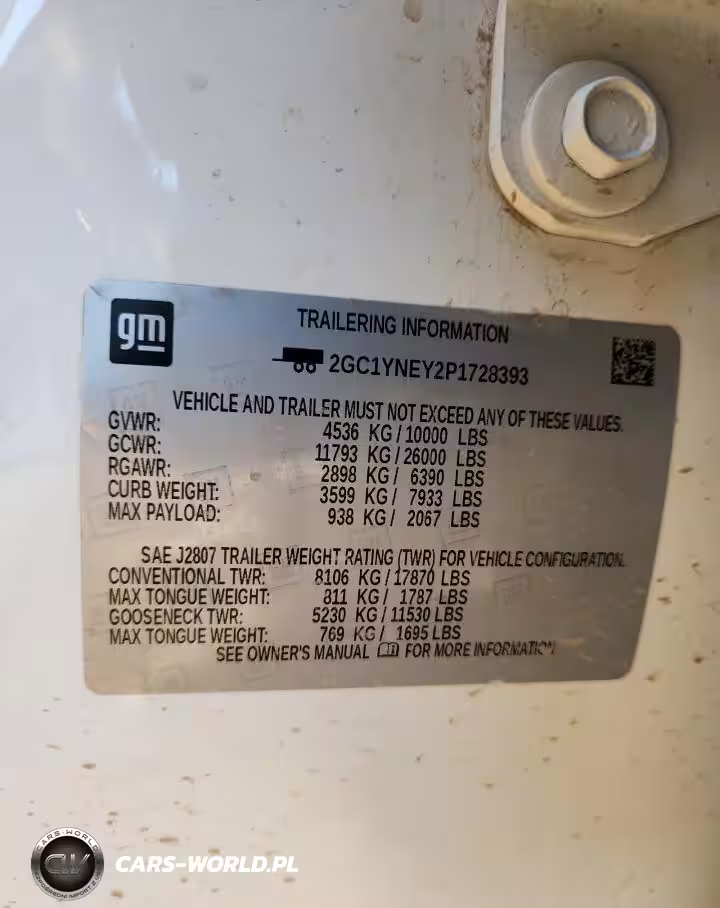 gm
TRAILERING INFORMATION
2GC1YNEY2P1728393
VEHICLE AND TRAILER MUST NOT EXCEED ANY OF THESE VALUES.
GVWR: 4536 KG / 10000 LBS
GCWR: 11793 KG / 26000 LBS
RGAWR: 2898 KG / 6390 LBS
CURB WEIGHT: 3599 KG / 7933 LBS
MAX PAYLOAD: 938 KG / 2067 LBS
SAE J2807 TRAILER WEIGHT RATING (TWR) FOR VEHICLE CONFIGURATION.
CONVENTIONAL TWR: 8106 KG / 17870 LBS
MAX TONGUE WEIGHT: 811 KG / 1787 LBS
GOOSENECK TWR: 5230 KG / 11530 LBS
MAX TONGUE WEIGHT: 769 KG / 1695 LBS
SEE OWNER'S MANUAL FOR MORE INFORMATION
CARS-WORLD
CW
CARS-WORLD.PL